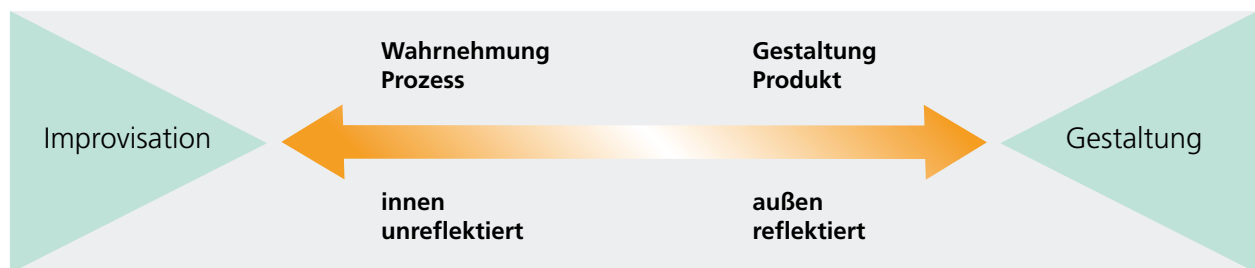 Wahrnehmung
Prozess
Gestaltung
Produkt
Improvisation
Gestaltung
innen
unreflektiert
außen
reflektiert